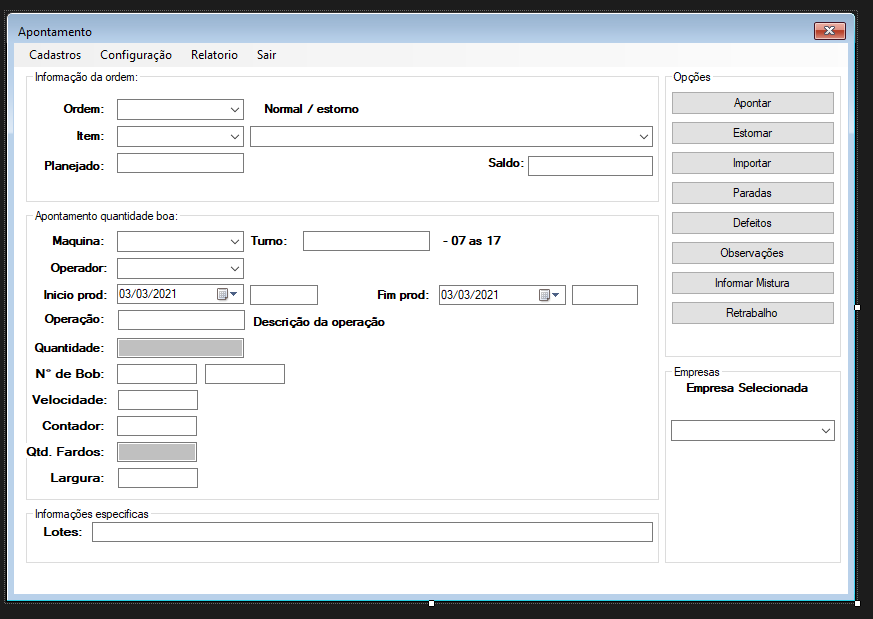 Apontamento
Cadastros Configuração Relatorio Sair
Informação da ordem:
Ordem: Normal / estorno
Item:
Planejado: Saldo:
Apontamento quantidade boa:
Maquina: Turno: - 07 as 17
Operador:
Inicio prod: 03/03/2021 Fim prod: 03/03/2021
Operação: Descrição da operação
Quantidade:
N° de Bob:
Velocidade:
Contador:
Qtd. Fardos:
Largura:
Informações especificas
Lotes:
Opções
Apontar
Estornar
Importar
Paradas
Defeitos
Observações
Informar Mistura
Retrabalho
Empresas
Empresa Selecionada